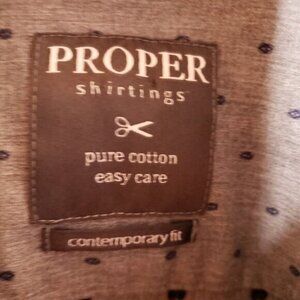 PROPER
shirtings
pure cotton
easy care
contemporary fit